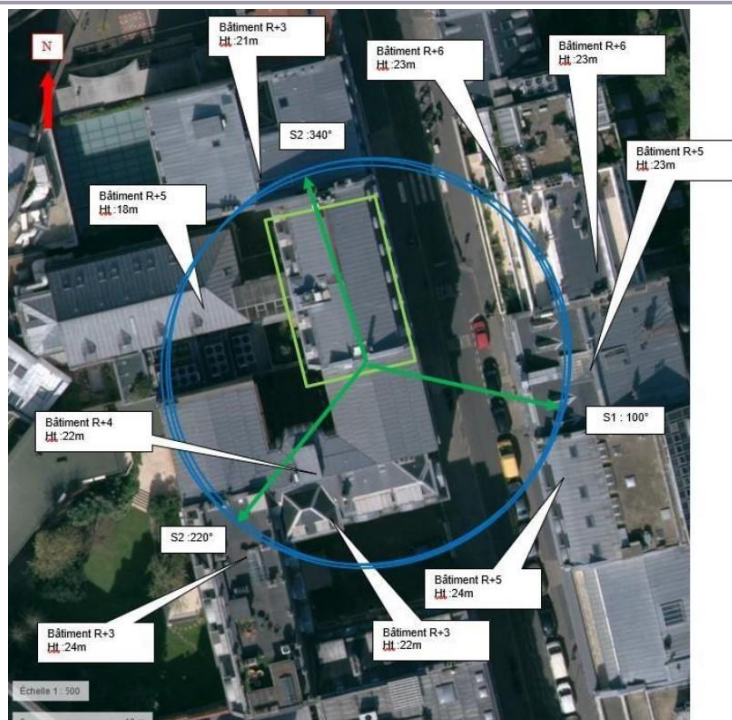 Bâtiment R+3
Ht :21m
N
Bâtiment R+6
Ht :23m
Bâtiment R+6
Ht :23m
S2 :340°
Bâtiment R+5
Ht :23m
Bâtiment R+5
Ht :18m
Bâtiment R+4
Ht :22m
S1 : 100°
S2 :220°
Bâtiment R+5
Ht :24m
Bâtiment R+3
Ht :24m
Bâtiment R+3
Ht :22m
Échelle 1 : 500